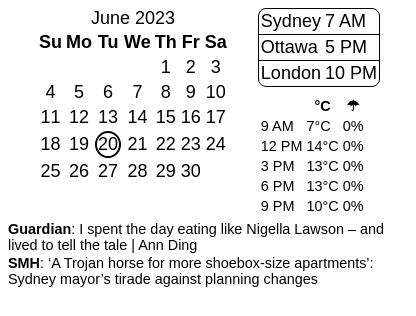 June 2023
Su Mo Tu We Th Fr Sa
1 2 3
4 5 6 7 8 9 10
11 12 13 14 15 16 17
18 19 20 21 22 23 24
25 26 27 28 29 30
Sydney 7 AM
Ottawa 5 PM
London 10 PM
°C ☂
9 AM 7°C 0%
12 PM 14°C 0%
3 PM 13°C 0%
6 PM 13°C 0%
9 PM 10°C 0%
Guardian: I spent the day eating like Nigella Lawson – and
lived to tell the tale | Ann Ding
SMH: ‘A Trojan horse for more shoebox-size apartments’:
Sydney mayor’s tirade against planning changes